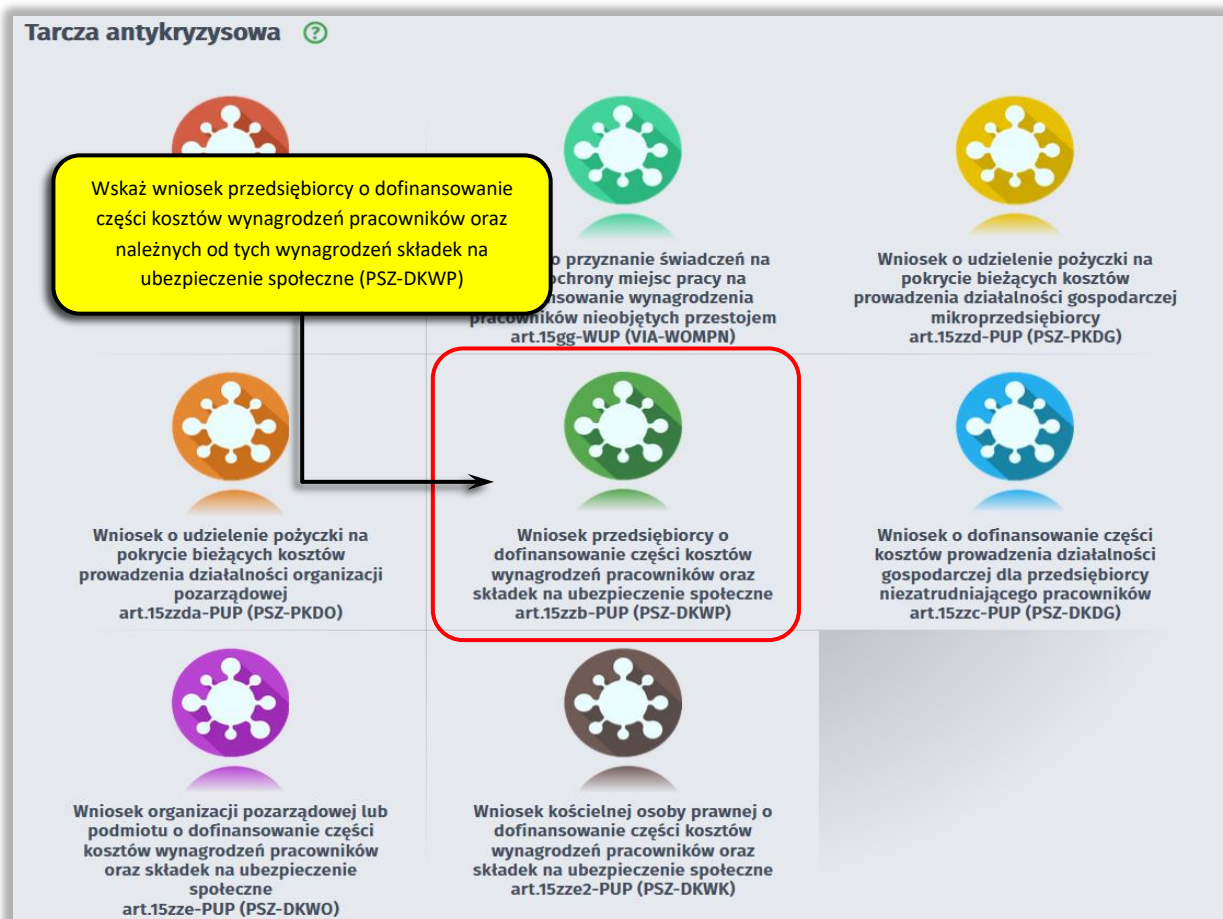 Tarcza antykryzysowa ?
Wskaż wniosek przedsiębiorcy o dofinansowanie
części kosztów wynagrodzeń pracowników oraz
należnych od tych wynagrodzeń składek na
ubezpieczenie społeczne (PSZ-DKWP)
o przyznanie świadczeń na
ochrony miejsc pracy na
wynagrodzenia
pracowników nieobjętych przestojem
art.15gg-WUP (VIA-WOMPN)
Wniosek o udzielenie pożyczki na
pokrycie bieżących kosztów
prowadzenia działalności gospodarczej
mikroprzedsiębiorcy
art.15zzd-PUP (PSZ-PKDG)
Wniosek o udzielenie pożyczki na
pokrycie bieżących kosztów
prowadzenia działalności organizacji
pozarządowej
art.15zzda-PUP (PSZ-PKDO)
Wniosek przedsiębiorcy o
dofinansowanie części kosztów
wynagrodzeń pracowników oraz
składek na ubezpieczenie społeczne
art.15zzb-PUP (PSZ-DKWP)
Wniosek o dofinansowanie części
kosztów prowadzenia działalności
gospodarczej dla przedsiębiorcy
niezatrudniającego pracowników
art.15zzc-PUP (PSZ-DKDG)
Wniosek organizacji pozarządowej lub
podmiotu o dofinansowanie części
kosztów wynagrodzeń pracowników
oraz składek na ubezpieczenie
społeczne
art.15zze-PUP (PSZ-DKWO)
Wniosek kościelnej osoby prawnej o
dofinansowanie części kosztów
wynagrodzeń pracowników oraz
składek na ubezpieczenie społeczne
art.15zze2-PUP (PSZ-DKWK)